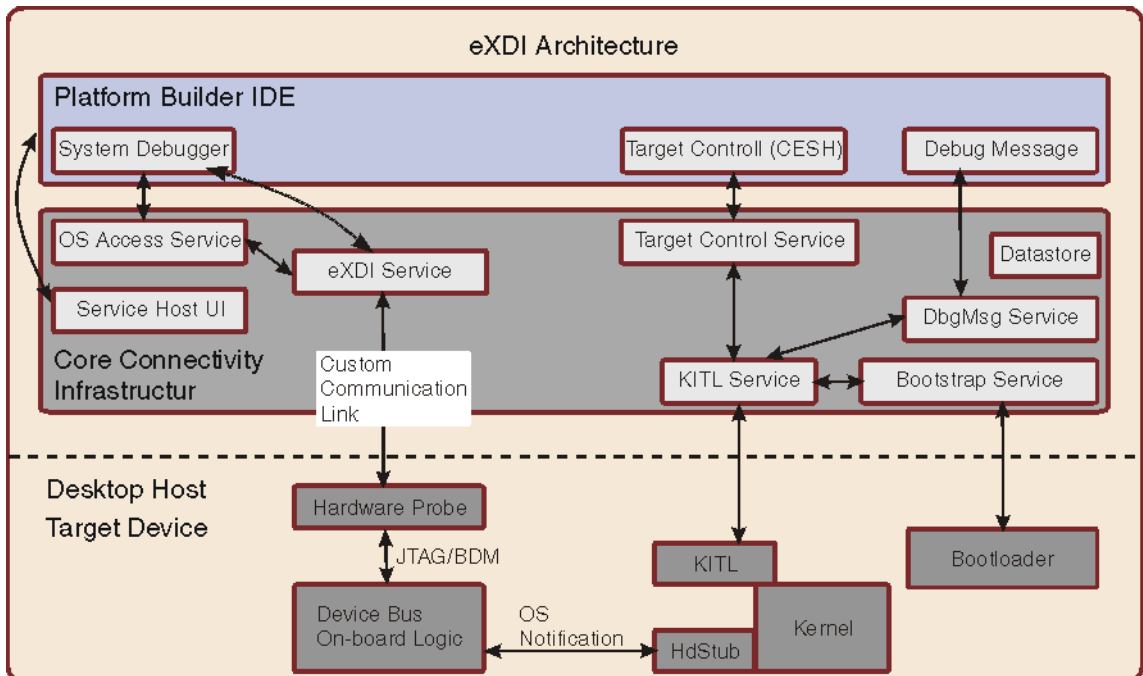 eXDI Architecture
Platform Builder IDE
System Debugger
Target Controll (CESH)
Debug Message
OS Access Service
eXDI Service
Target Control Service
Datastore
Service Host UI
DbgMsg Service
Core Connectivity
Infrastructur
Custom
Communication
Link
KITL Service
Bootstrap Service
Desktop Host
Target Device
Hardware Probe
JTAG/BDM
KITL
Bootloader
Device Bus
On-board Logic
OS
Notification
HdStub
Kernel